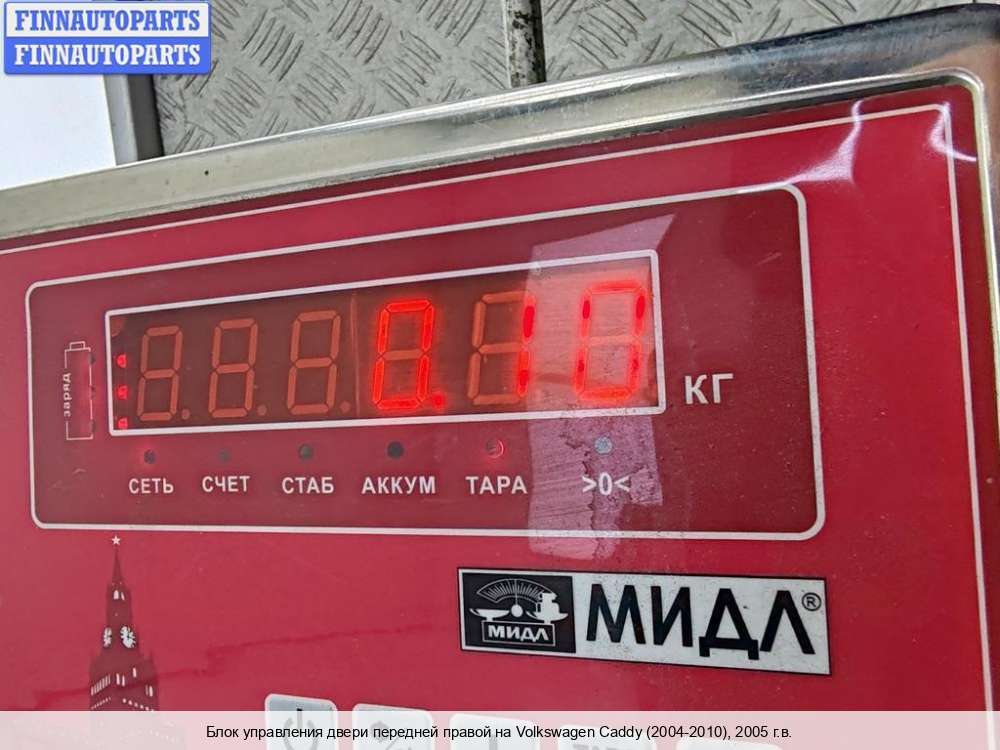 FINNAUTOPARTS
FINNAUTOPARTS
заряд
0.10
КГ
СЕТЬ СЧЕТ СТАБ АККУМ ТАРА >0<
МИДЛ МИДЛ®
Блок управления двери передней правой на Volkswagen Caddy (2004-2010), 2005 г.в.